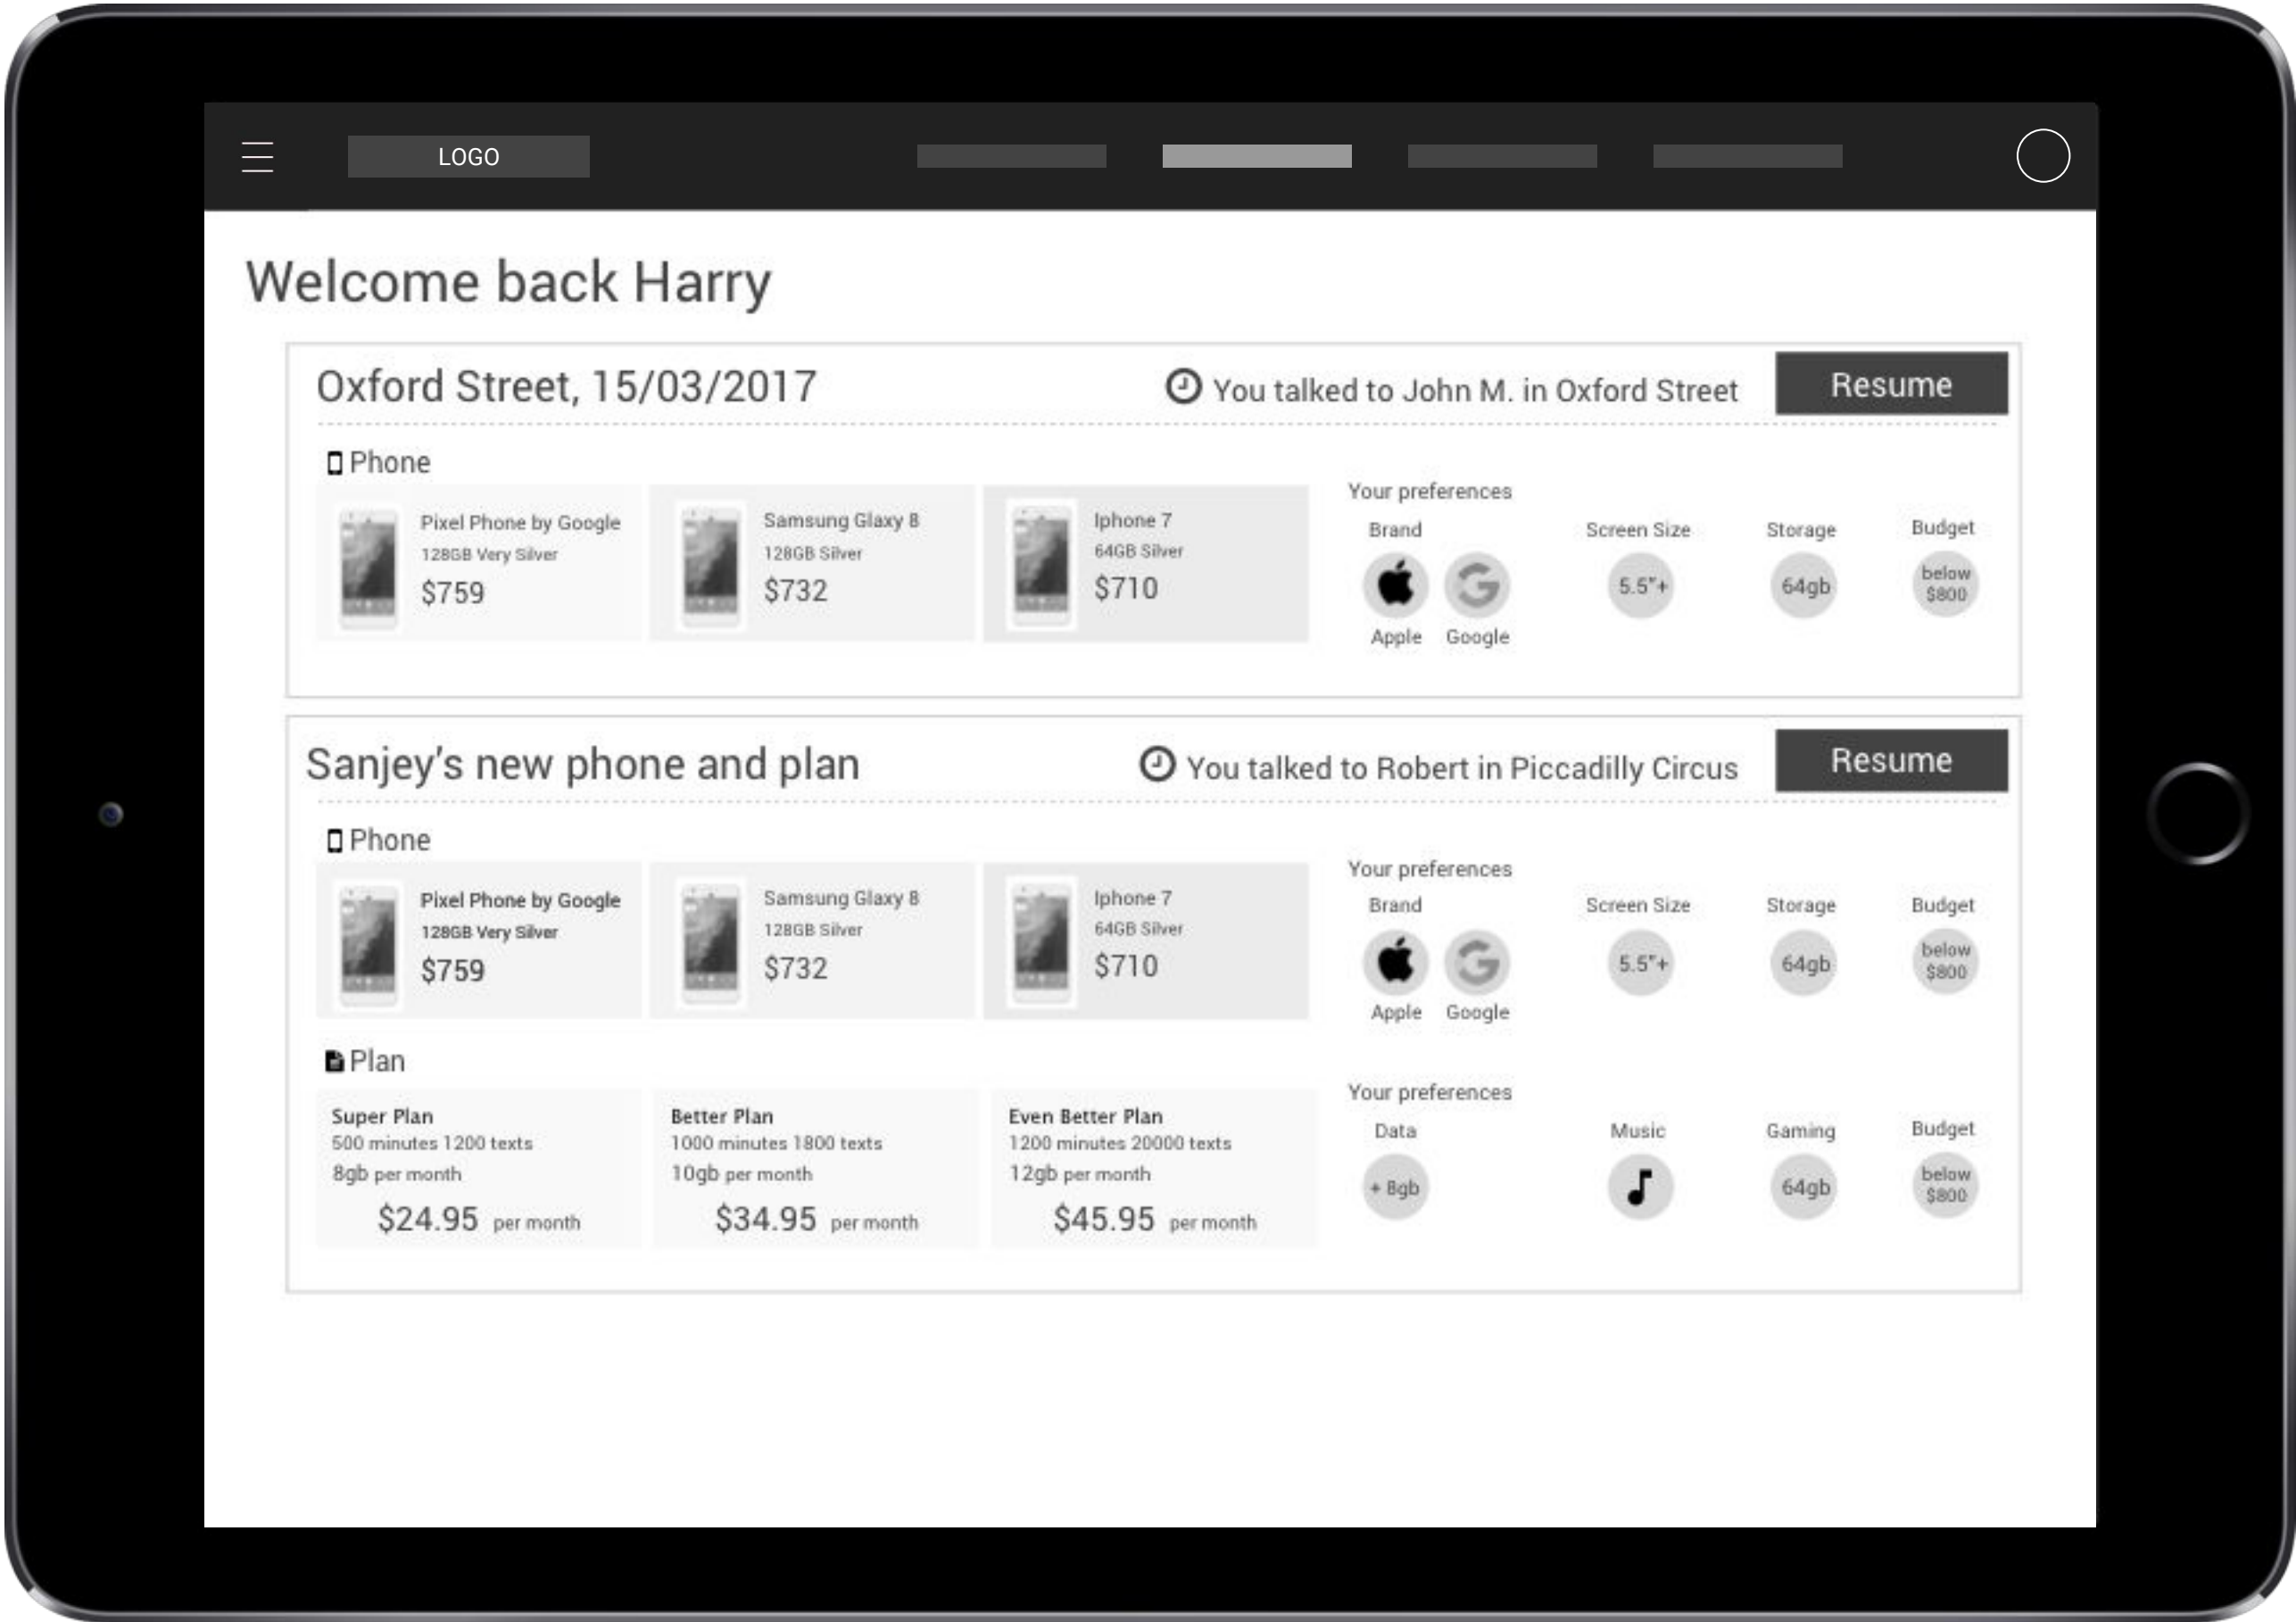 LOGO
Welcome back Harry
Oxford Street, 15/03/2017
You talked to John M. in Oxford Street
Resume
Phone
Pixel Phone by Google
128GB Very Silver
$759
Samsung Glaxy 8
128GB Silver
$732
Iphone 7
64GB Silver
$710
Your preferences
Brand
Apple
Google
Screen Size
5.5"+
Storage
64gb
Budget
below
$800
Sanjey's new phone and plan
You talked to Robert in Piccadilly Circus
Resume
Phone
Pixel Phone by Google
128GB Very Silver
$759
Samsung Glaxy 8
128GB Silver
$732
Iphone 7
64GB Silver
$710
Your preferences
Brand
Apple
Google
Screen Size
5.5"+
Storage
64gb
Budget
below
$800
Plan
Super Plan
500 minutes 1200 texts
8gb per month
$24.95 per month
Better Plan
1000 minutes 1800 texts
10gb per month
$34.95 per month
Even Better Plan
1200 minutes 20000 texts
12gb per month
$45.95 per month
Your preferences
Data
+ 8gb
Music
Gaming
64gb
Budget
below
$800